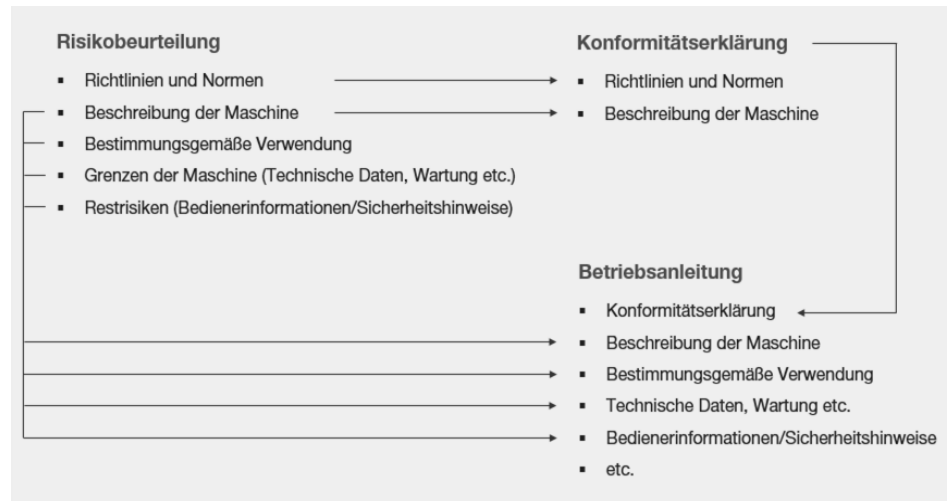 Risikobeurteilung
▪ Richtlinien und Normen
▪ Beschreibung der Maschine
▪ Bestimmungsgemäße Verwendung
▪ Grenzen der Maschine (Technische Daten, Wartung etc.)
▪ Restrisiken (Bedienerinformationen/Sicherheitshinweise)
Konformitätserklärung
▪ Richtlinien und Normen
▪ Beschreibung der Maschine
Betriebsanleitung
▪ Konformitätserklärung
▪ Beschreibung der Maschine
▪ Bestimmungsgemäße Verwendung
▪ Technische Daten, Wartung etc.
▪ Bedienerinformationen/Sicherheitshinweise
▪ etc.